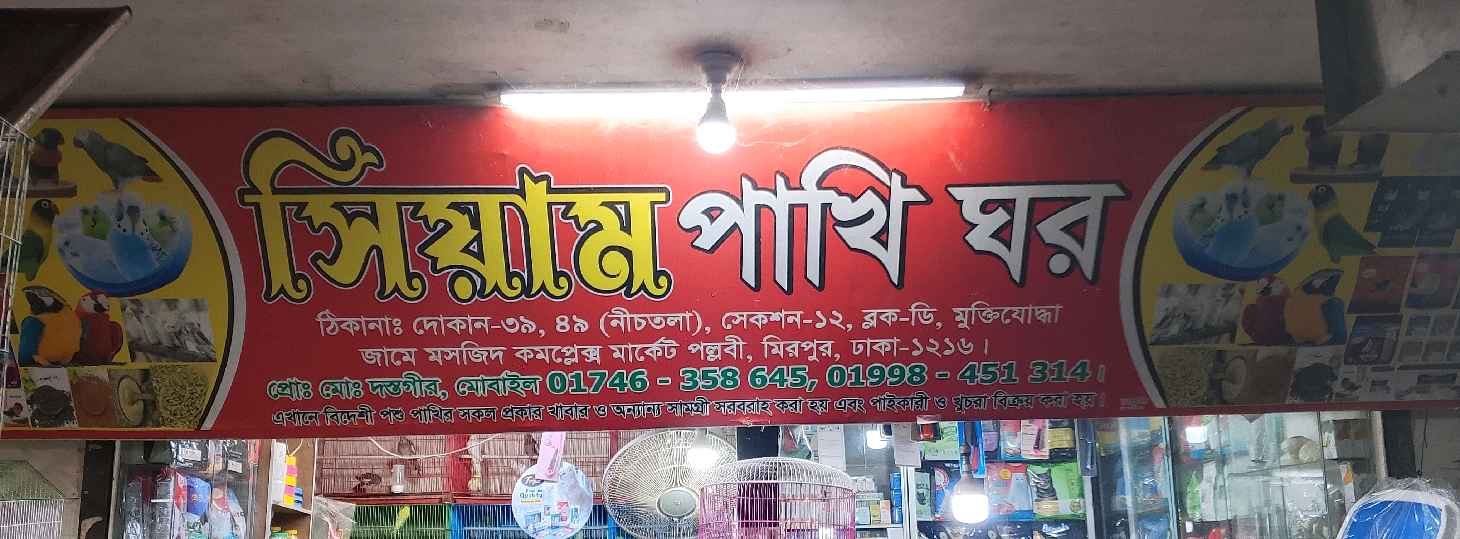 সিয়াম পাখি ঘর
ঠিকানাঃ দোকান-৩৯, ৪৯ (নীচতলা), সেকশন-১২, ব্লক-ডি, মুক্তিযোদ্ধা
জামে মসজিদ কমপ্লেক্স মার্কেট পল্লবী, মিরপুর, ঢাকা-১২১৬।
প্রোঃ মোঃ দস্তগীর, মোবাইল 01746 - 358 645, 01998 - 451 314।
এখানে বিদেশী পশু পাখির সকল প্রকার খাবার ও অন্যান্য সামগ্রী সরবরাহ করা হয় এবং পাইকারী ও খুচরা বিক্রয় করা হয়।